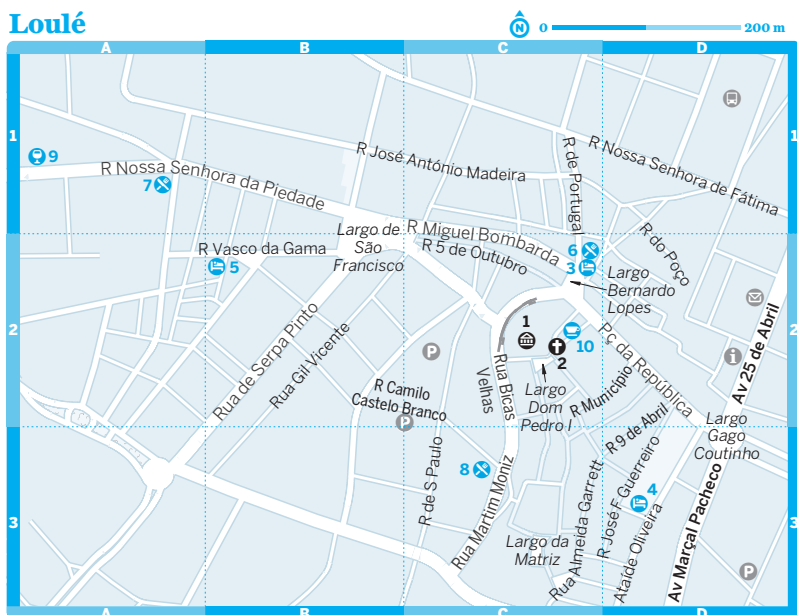 Loulé
N 0 200 m
A B C D
1 1
9
R Nossa Senhora da Piedade
7
R José António Madeira
R de Portugal
R Nossa Senhora de Fátima
Largo de
São
Francisco
R Miguel Bombarda
R 5 de Outubro
R do Poço
R Vasco da Gama
5
6
3
Largo
Bernardo
Lopes
2 2
Rua de Serpa Pinto
Rua Gil Vicente
P
1
2
10
i
Pç da República
Av 25 de Abril
R Camilo
Castelo Branco
Rua Bicas
Velhas
Largo
Dom
Pedro I
R Município
R 9 de Abril
Largo
Gago
Coutinho
P
8
R de S Paulo
Rua Martim Moniz
3 3
Largo da
Matriz
Rua Almeida Garrett
R José F Guerreiro
4
Ataíde Oliveira
Av Marçal Pacheco
P
A B C D